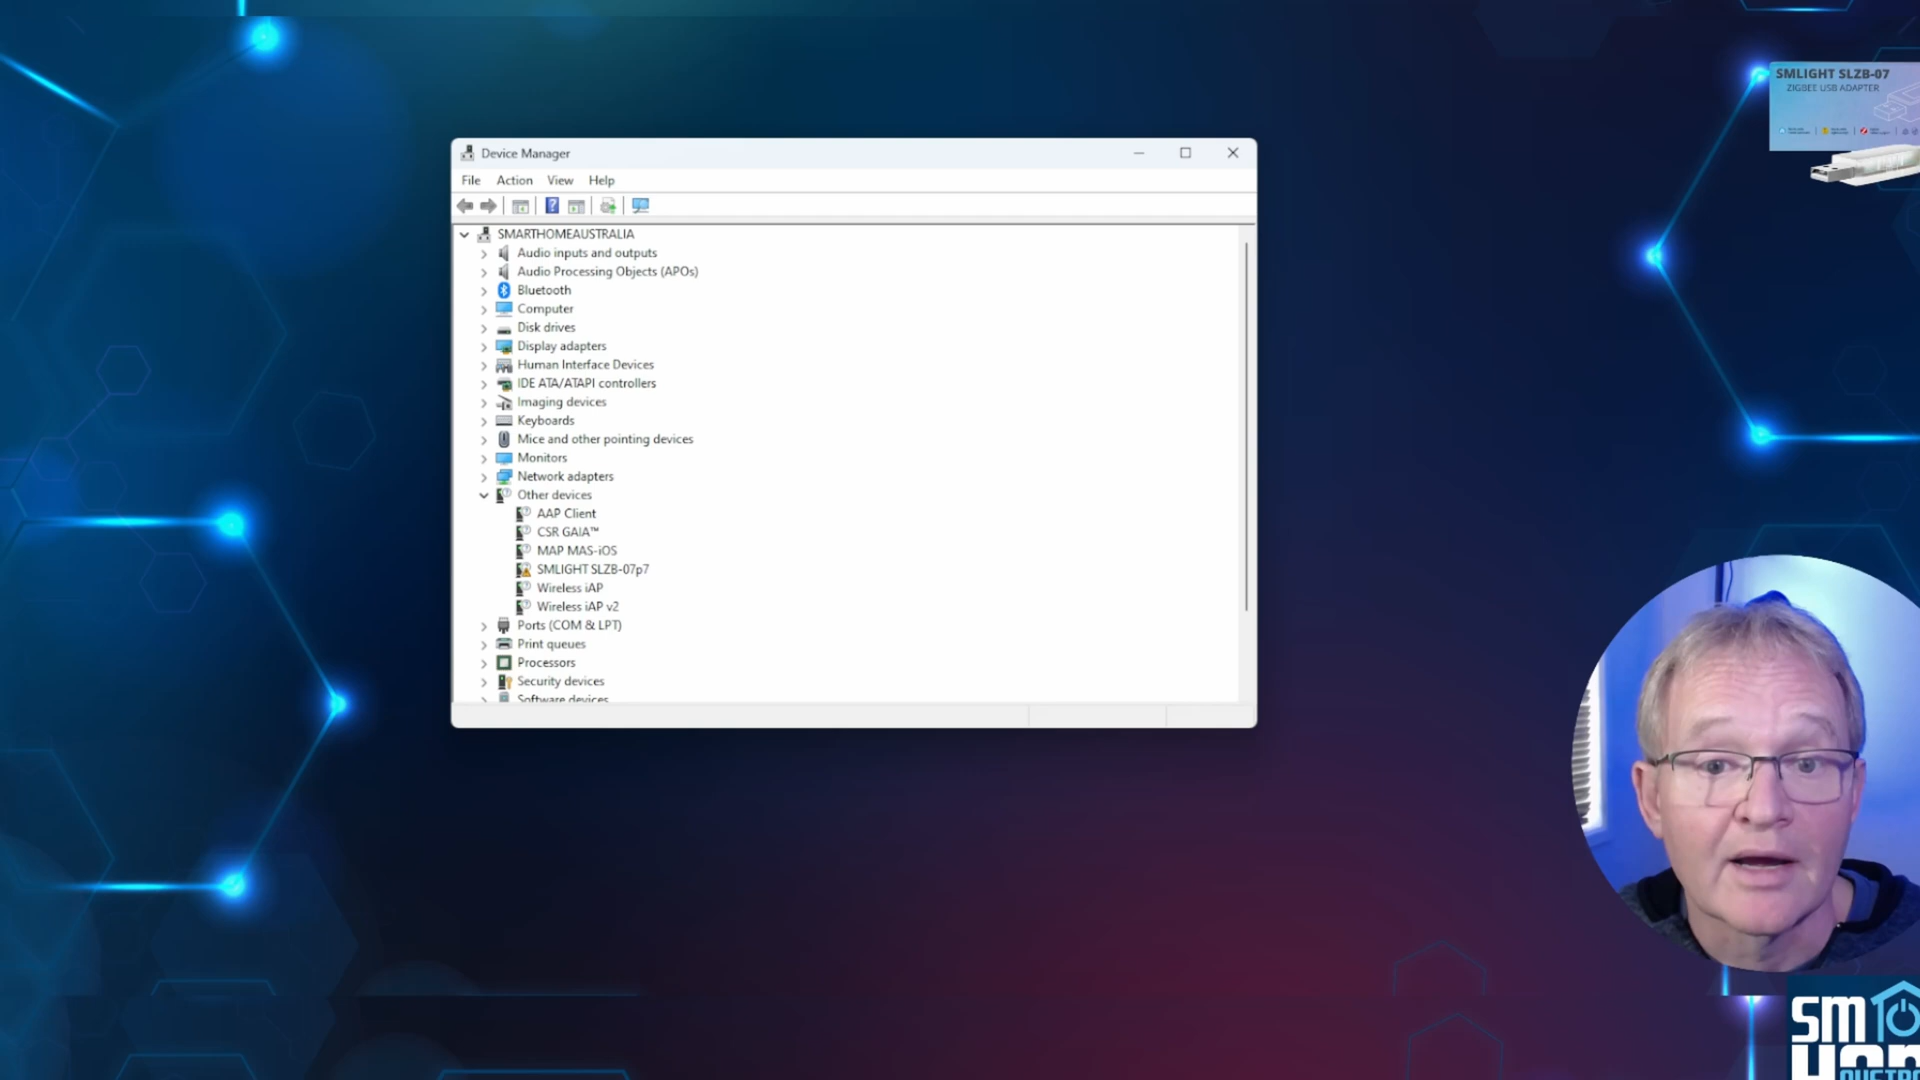 SMLIGHT SLZB-07
ZIGBEE USB ADAPTER
Device Manager
File Action View Help
SMARTHOMEAUSTRALIA
Audio inputs and outputs
Audio Processing Objects (APOs)
Bluetooth
Computer
Disk drives
Display adapters
Human Interface Devices
IDE ATA/ATAPI controllers
Imaging devices
Keyboards
Mice and other pointing devices
Monitors
Network adapters
Other devices
AAP Client
CSR GAIA™
MAP MAS-iOS
SMLIGHT SLZB-07p7
Wireless iAP
Wireless iAP v2
Ports (COM & LPT)
Print queues
Processors
Security devices
Software devices